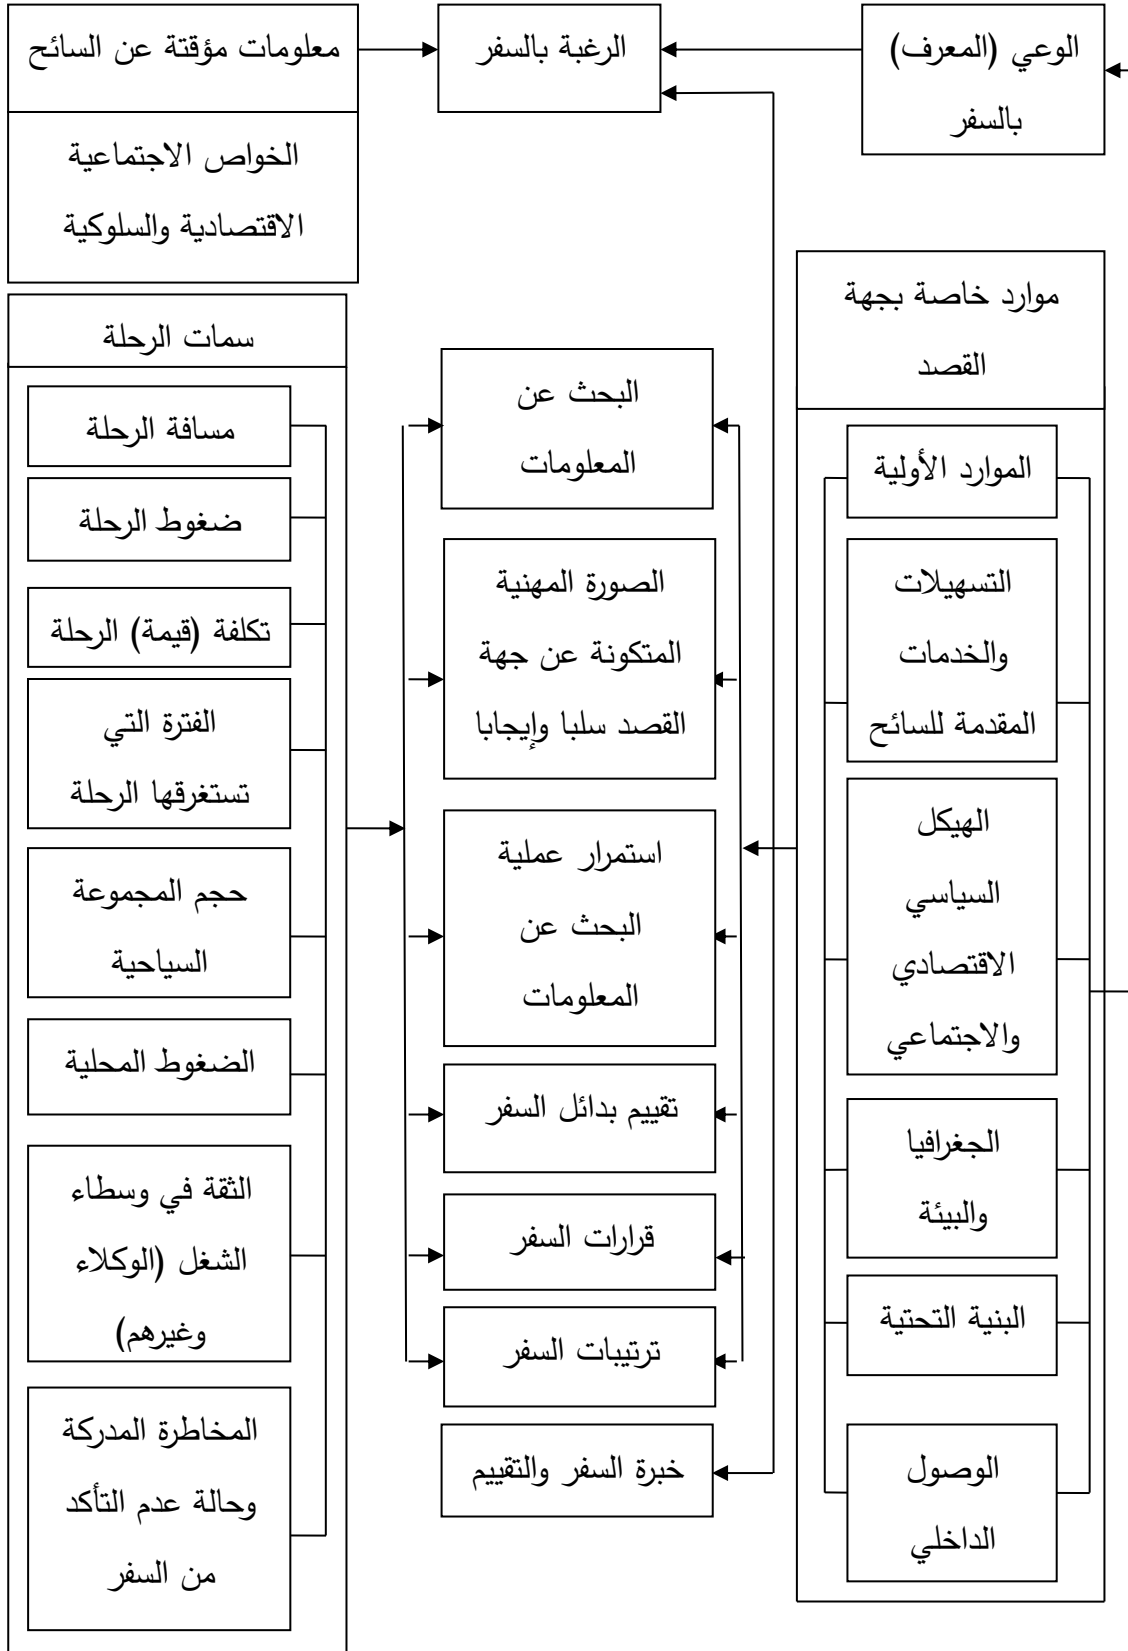 الوعي (المعرف)
بالسفر
الرغبة بالسفر
معلومات مؤقتة عن السائح
الخواص الاجتماعية
الاقتصادية والسلوكية
موارد خاصة بجهة
القصد
الموارد الأولية
التسهيلات
والخدمات
المقدمة للسائح
الهيكل
السياسي
الاقتصادي
والاجتماعي
الجغرافيا
والبيئة
البنية التحتية
الوصول
الداخلي
البحث عن
المعلومات
الصورة المهنية
المتكونة عن جهة
القصد سلبا وإيجابا
استمرار عملية
البحث عن
المعلومات
تقييم بدائل السفر
قرارات السفر
ترتيبات السفر
خبرة السفر والتقييم
سمات الرحلة
مسافة الرحلة
ضغوط الرحلة
تكلفة (قيمة) الرحلة
الفترة التي
تستغرقها الرحلة
حجم المجموعة
السياحية
الضغوط المحلية
الثقة في وسطاء
الشغل (الوكلاء
وغيرهم)
المخاطرة المدركة
وحالة عدم التأكد
من السفر